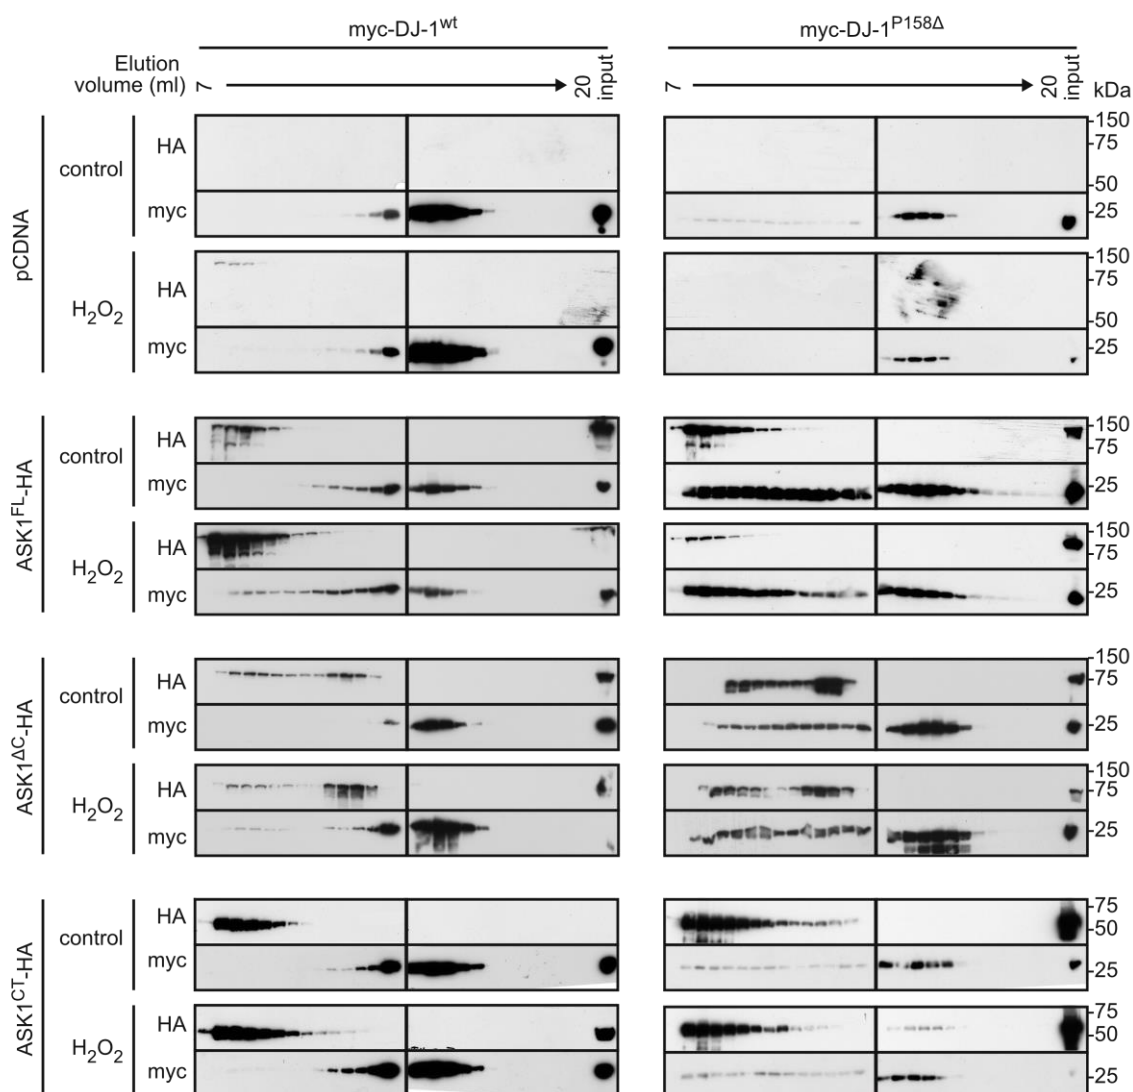 myc-DJ-1wt
myc-DJ-1P158Δ
Elution
volume (ml)
7
20
input
7
20
input
kDa
pCDNA
control
HA
150
75
50
myc
25
H2O2
HA
150
75
50
myc
25
ASK1FL-HA
control
HA
150
75
myc
25
H2O2
HA
150
75
myc
25
ASK1ΔC-HA
control
HA
150
75
myc
25
H2O2
HA
150
75
myc
25
ASK1CT-HA
control
HA
75
50
myc
25
H2O2
HA
75
50
myc
25